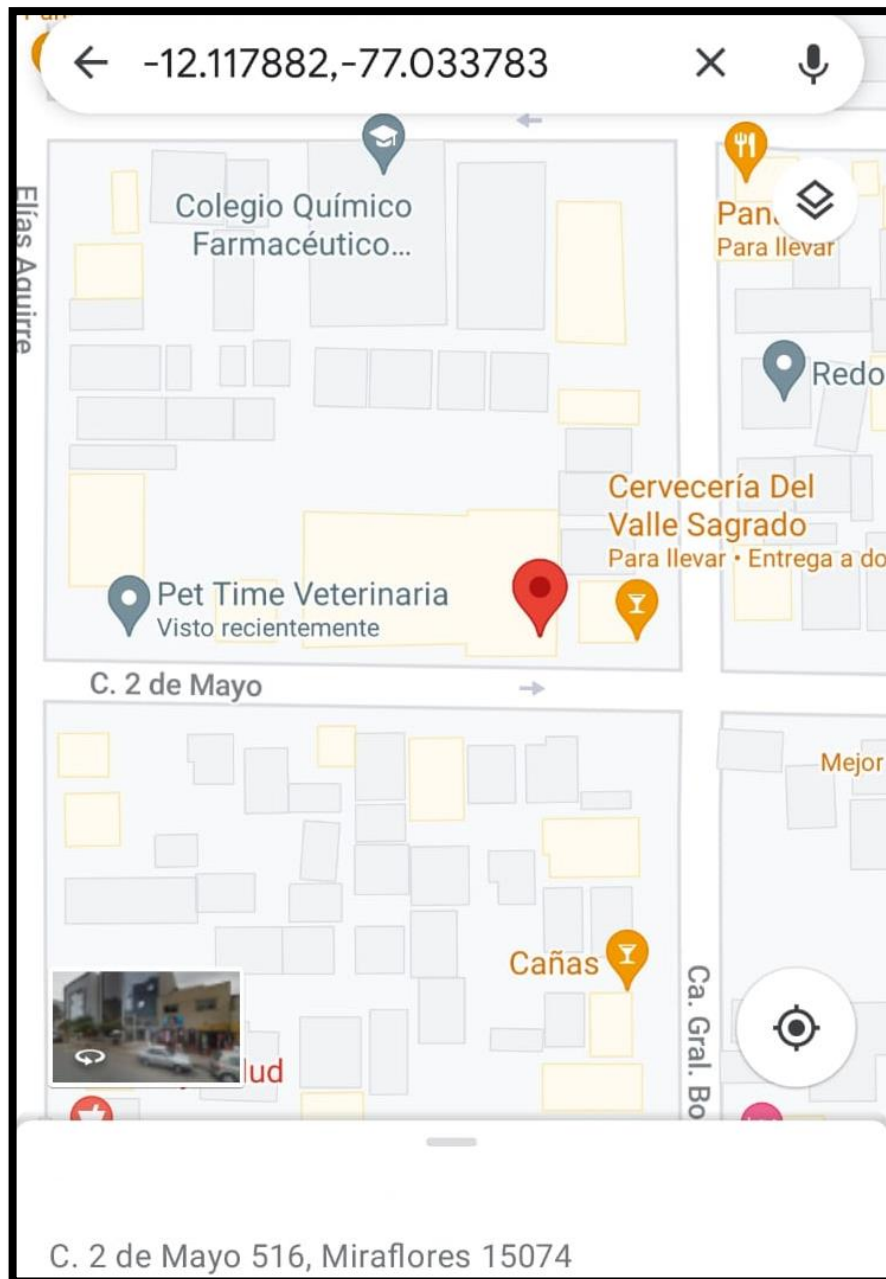 -12.117882,-77.033783
Colegio Químico
Farmacéutico...
Para llevar
Elías Aguirre
Redo
Cervecería Del
Valle Sagrado
Para llevar • Entrega a do
Pet Time Veterinaria
Visto recientemente
C. 2 de Mayo
Mejor
Cañas
Ca. Gral. Bo
lud
C. 2 de Mayo 516, Miraflores 15074